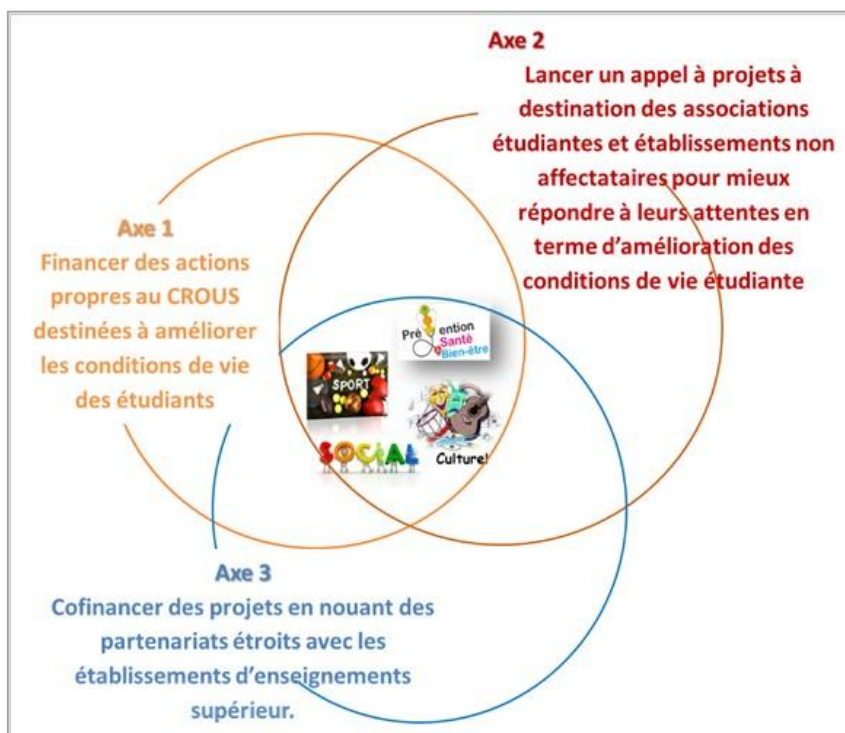 Axe 2
Lancer un appel à projets à
destination des associations
étudiantes et établissements non
affectataires pour mieux
répondre à leurs attentes en
terme d'amélioration des
conditions de vie étudiante
Axe 1
Financer des actions
propres au CROUS
destinées à améliorer
les conditions de vie
des étudiants
Prévention
Santé
Bien-être
SPORT
SOCIAL
Culture!
Axe 3
Cofinancer des projets en nouant des
partenariats étroits avec les
établissements d'enseignements
supérieur.